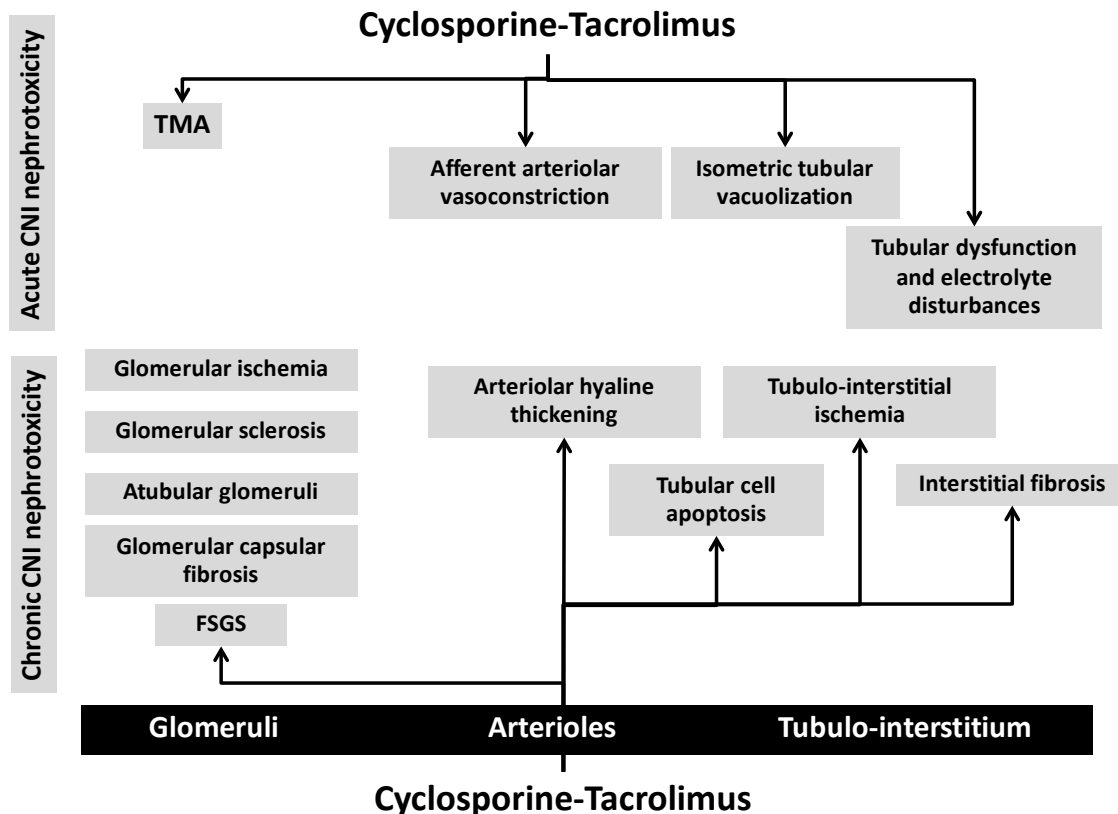 Cyclosporine-Tacrolimus
Acute CNI nephrotoxicity
TMA
Afferent arteriolar
vasoconstriction
Isometric tubular
vacuolization
Tubular dysfunction
and electrolyte
disturbances
Chronic CNI nephrotoxicity
Glomerular ischemia
Glomerular sclerosis
Atubular glomeruli
Glomerular capsular
fibrosis
FSGS
Arteriolar hyaline
thickening
Tubular cell
apoptosis
Tubulo-interstitial
ischemia
Interstitial fibrosis
Glomeruli
Arterioles
Tubulo-interstitium
Cyclosporine-Tacrolimus